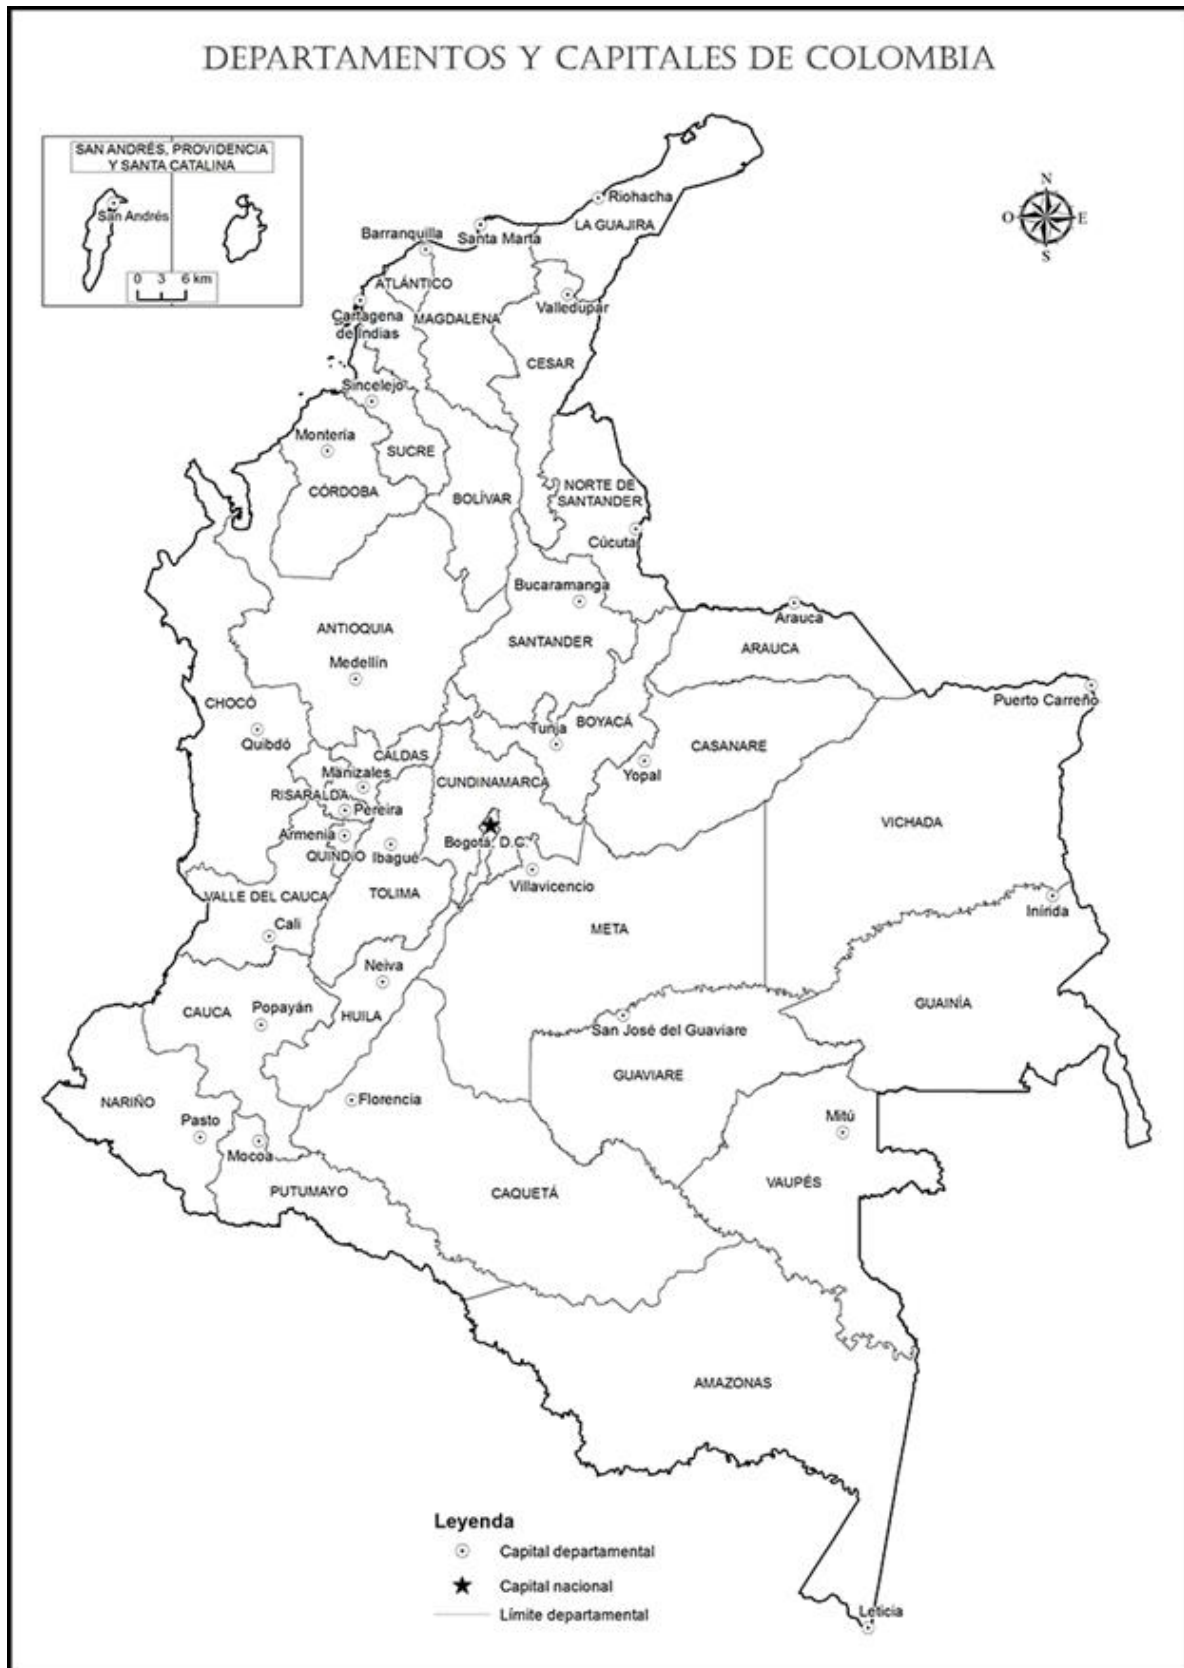 DEPARTAMENTOS Y CAPITALES DE COLOMBIA
SAN ANDRÉS, PROVIDENCIA
Y SANTA CATALINA
San Andrés
0 3 6 km
N
O
E
S
Riohacha
LA GUAJIRA
Barranquilla
Santa Marta
ATLÁNTICO
Valledupar
Cartagena
de Indias
MAGDALENA
CESAR
Sincelejo
Montería
SUCRE
CÓRDOBA
BOLÍVAR
NORTE DE
SANTANDER
Cúcuta
Bucaramanga
Arauca
ANTIOQUIA
SANTANDER
ARAUCA
Medellín
Puerto Carreño
CHOCÓ
BOYACÁ
Tunja
Quibdó
CASANARE
CALDAS
Manizales
Yopal
CUNDINAMARCA
RISARALDA
Pereira
VICHADA
Armenia
Bogotá, D.C.
QUINDÍO
Ibagué
Villavicencio
VALLE DEL CAUCA
TOLIMA
Inírida
Cali
META
Neiva
GUAINÍA
CAUCA
Popayán
HUILA
San José del Guaviare
GUAVIARE
NARIÑO
Florencia
Pasto
Mitú
Mocoa
VAUPÉS
PUTUMAYO
CAQUETÁ
AMAZONAS
Leyenda
Capital departamental
Capital nacional
Límite departamental
Leticia